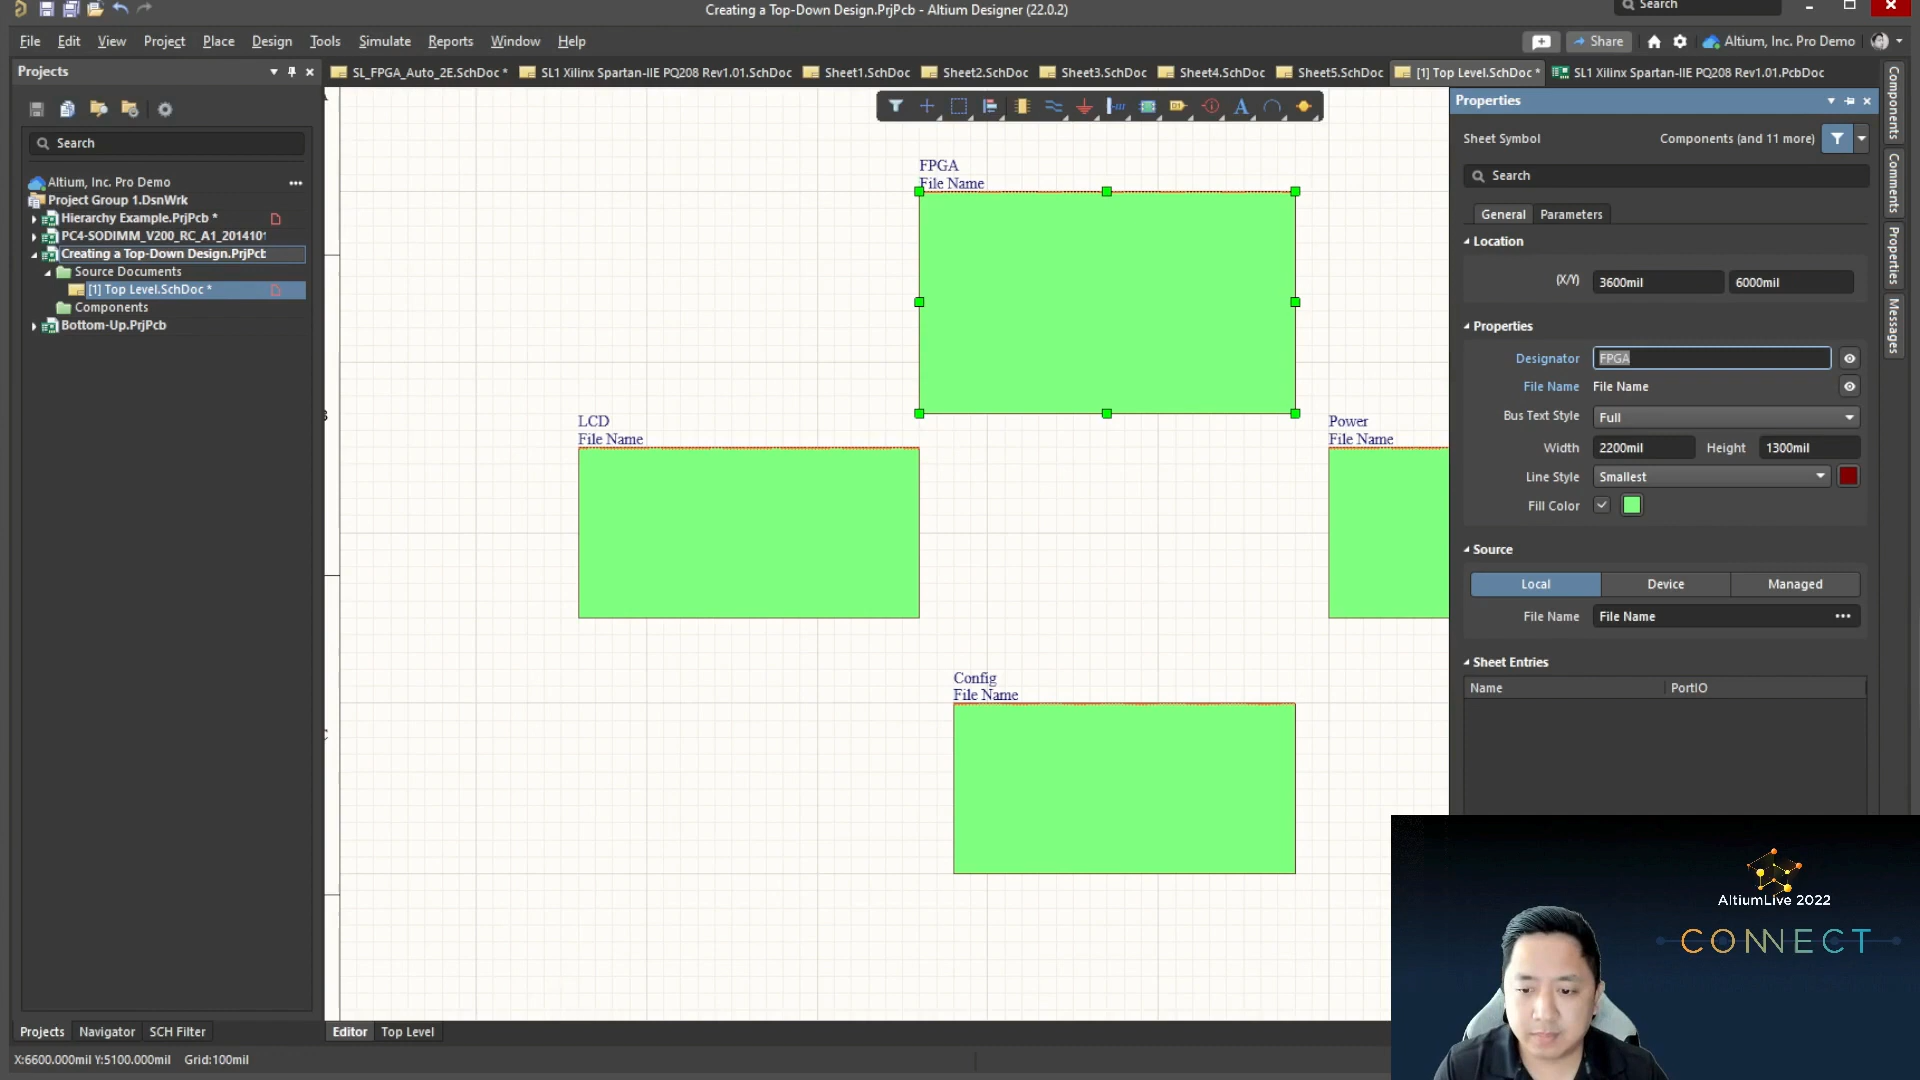 Creating a Top-Down Design.PrjPcb - Altium Designer (22.0.2)
Search
File Edit View Project Place Design Tools Simulate Reports Window Help
Share
Altium, Inc. Pro Demo
Projects
SL_FPGA_Auto_2E.SchDoc *
SL1 Xilinx Spartan-IIE PQ208 Rev1.01.SchDoc
Sheet1.SchDoc
Sheet2.SchDoc
Sheet3.SchDoc
Sheet4.SchDoc
Sheet5.SchDoc
[1] Top Level.SchDoc *
SL1 Xilinx Spartan-IIE PQ208 Rev1.01.PcbDoc
Search
Altium, Inc. Pro Demo
Project Group 1.DsnWrk
Hierarchy Example.PrjPcb *
PC4-SODIMM_V200_RC_A1_2014101
Creating a Top-Down Design.PrjPcb
Source Documents
[1] Top Level.SchDoc *
Components
Bottom-Up.PrjPcb
FPGA
File Name
LCD
File Name
Power
File Name
Config
File Name
Properties
Sheet Symbol
Components (and 11 more)
Search
General
Parameters
Location
(X/Y)
3600mil
6000mil
Properties
Designator
FPGA
File Name
File Name
Bus Text Style
Full
Width
2200mil
Height
1300mil
Line Style
Smallest
Fill Color
Source
Local
Device
Managed
File Name
File Name
Sheet Entries
Name
PortIO
Components
Comments
Properties
Messages
AltiumLive 2022
CONNECT
Projects
Navigator
SCH Filter
Editor
Top Level
X:6600.000mil Y:5100.000mil
Grid:100mil